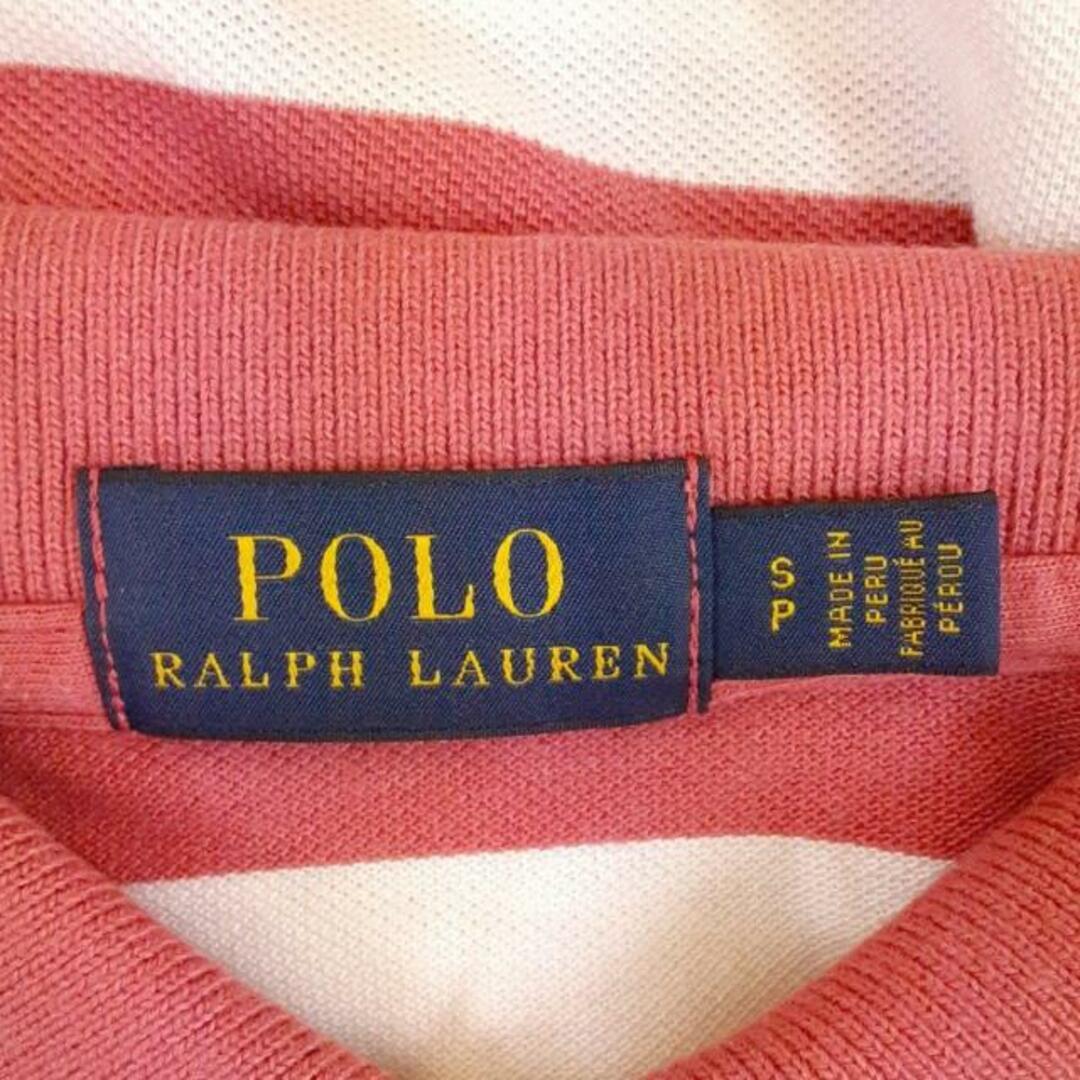 POLO
RALPH LAUREN
S
P
MADE IN
PERU
FABRIQUÉ AU
PÉROU